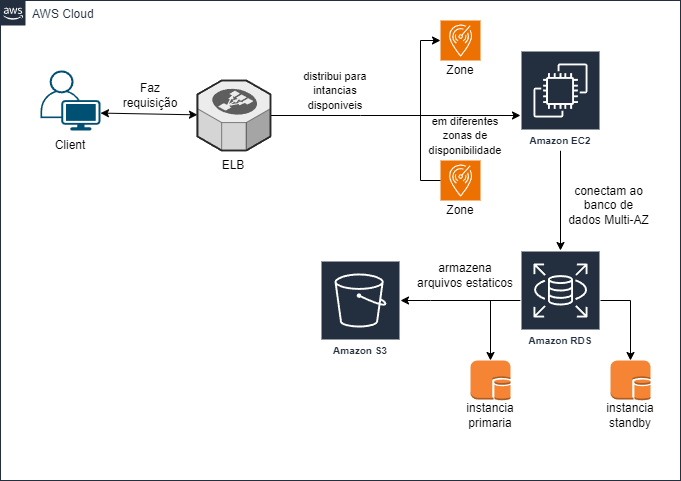 aws
AWS Cloud
Faz
requisição
Client
ELB
distribui para
intancias
disponiveis
Zone
em diferentes
zonas de
disponibilidade
Zone
Amazon EC2
conectam ao
banco de
dados Multi-AZ
armazena
arquivos estaticos
Amazon S3
Amazon RDS
instancia
primaria
instancia
standby